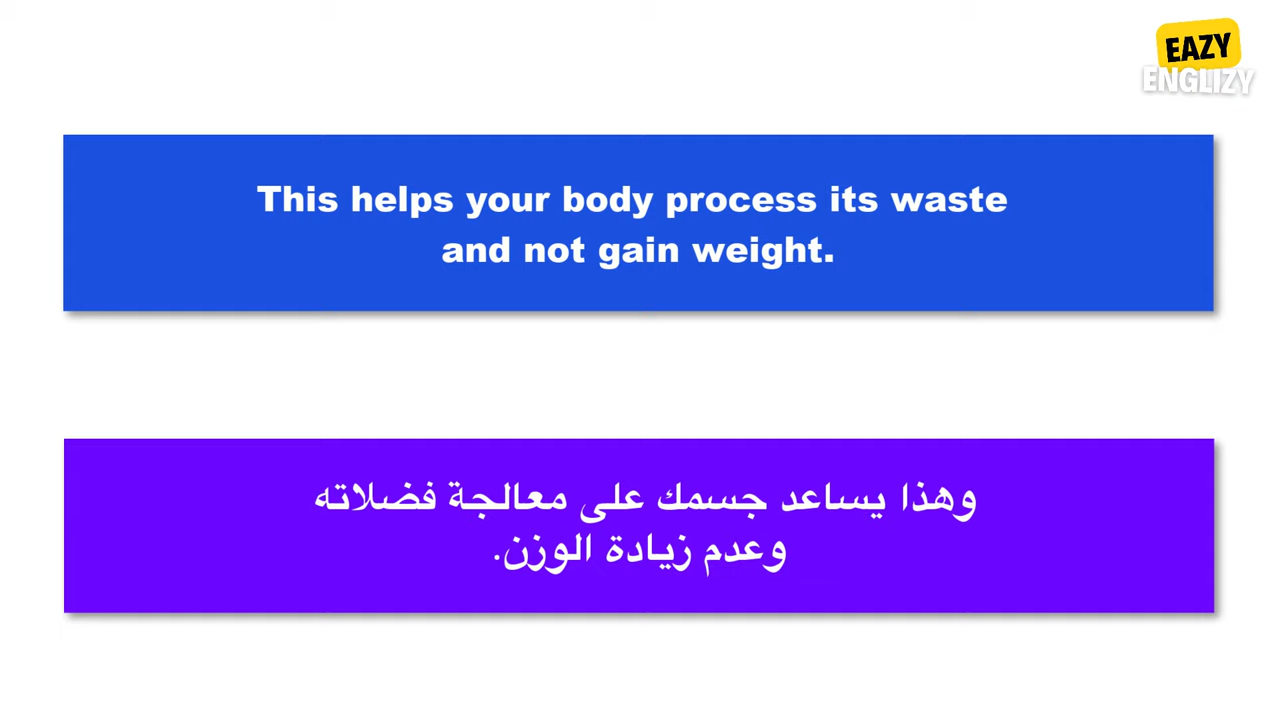 EAZY
ENGLIZY
This helps your body process its waste
and not gain weight.
وهذا يساعد جسمك على معالجة فضلاته
وعدم زيادة الوزن.